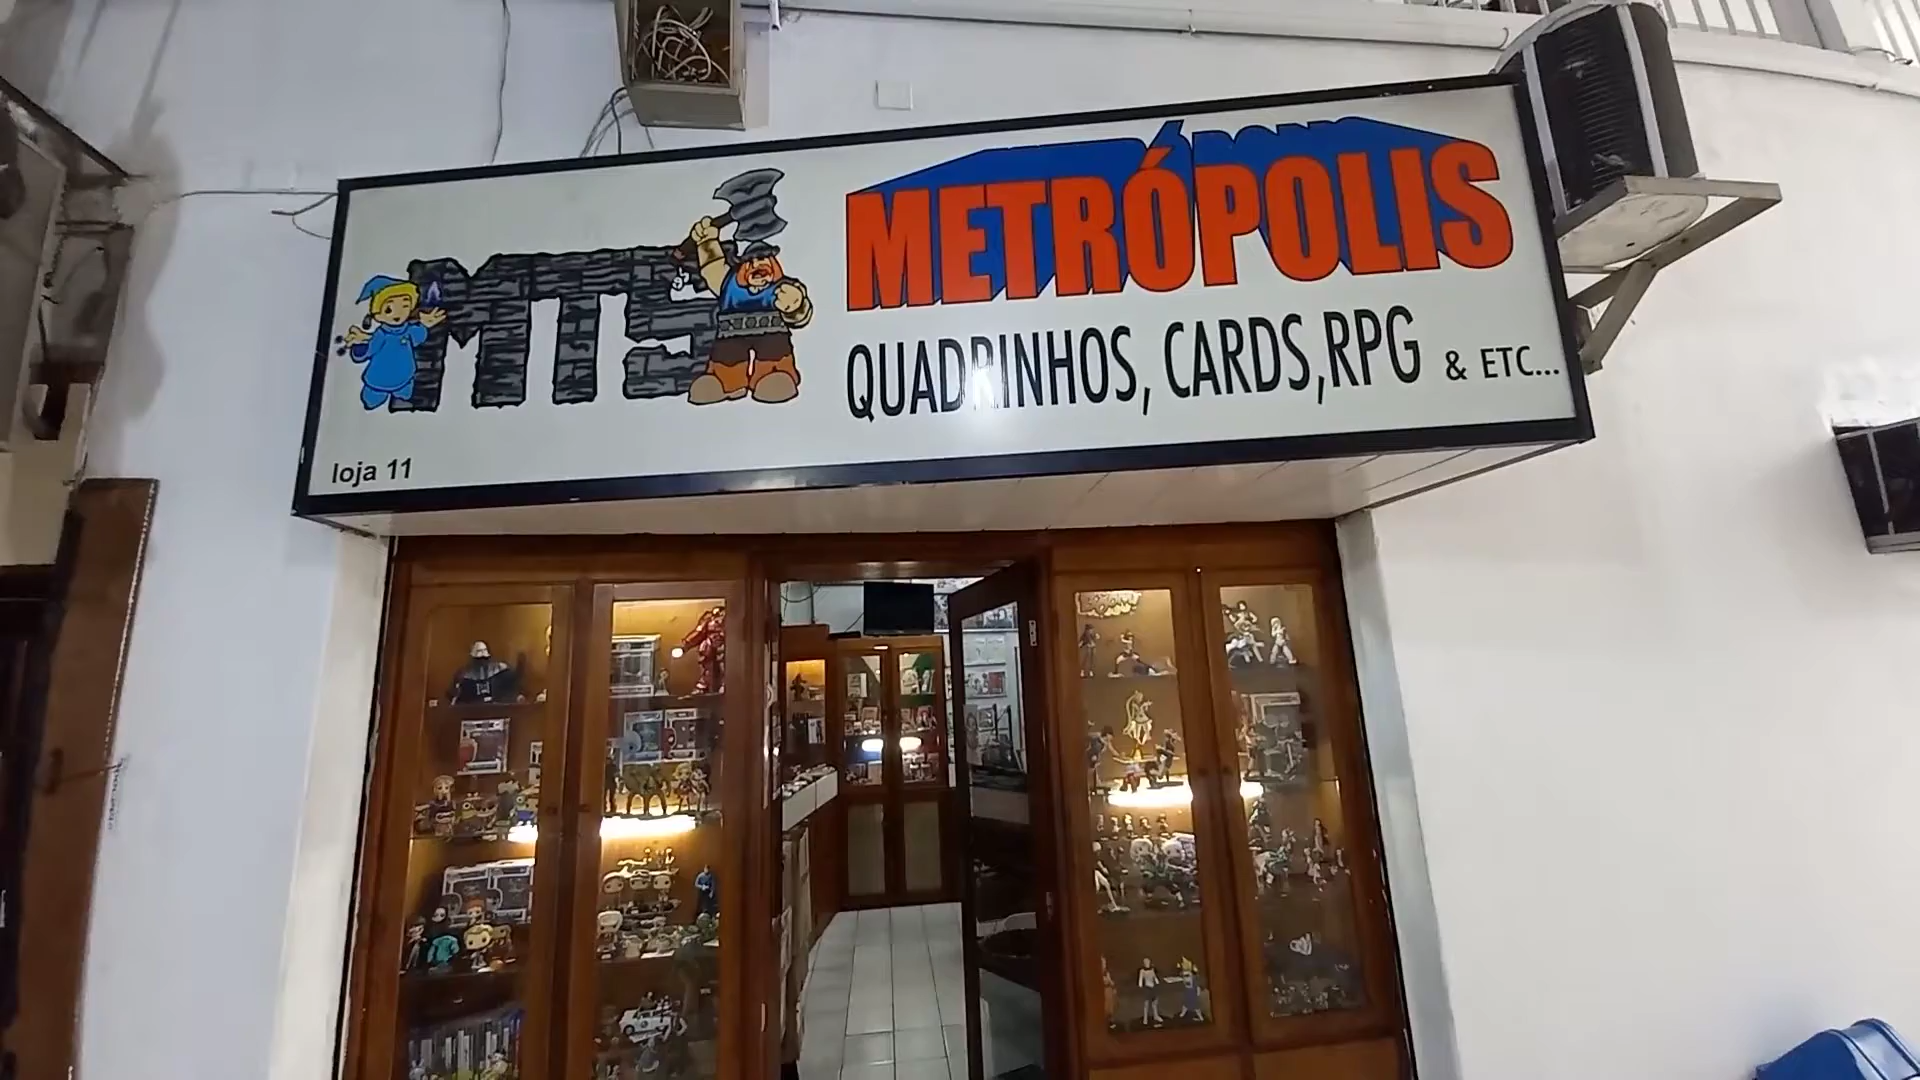 MTS
METRÓPOLIS
QUADRINHOS, CARDS, RPG & ETC...
loja 11